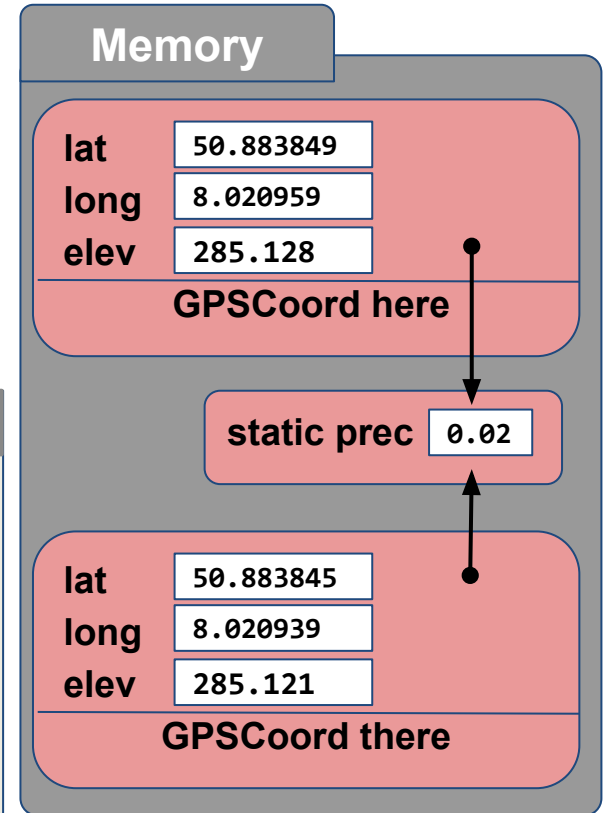 Memory
lat 50.883849
long 8.020959
elev 285.128
GPSCoord here
static prec 0.02
lat 50.883845
long 8.020939
elev 285.121
GPSCoord there